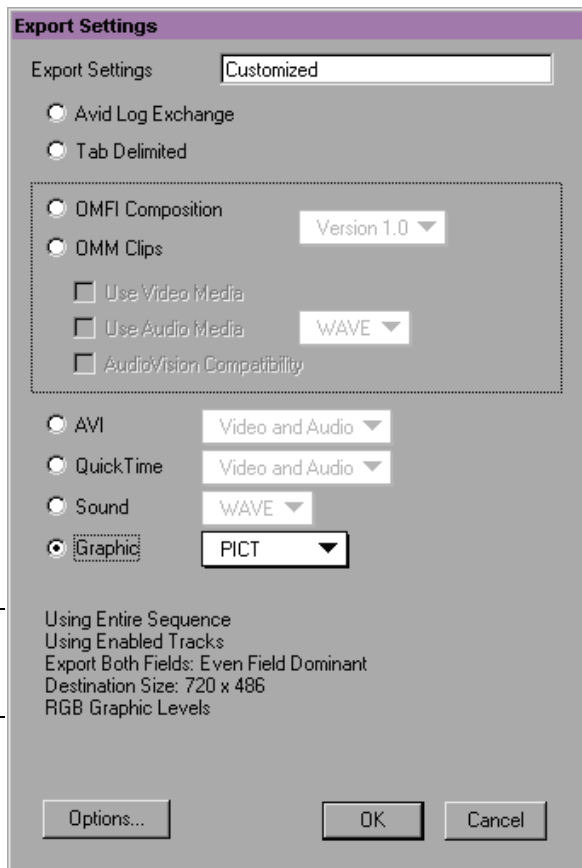 Export Settings
Export Settings Customized
Avid Log Exchange
Tab Delimited
OMFI Composition
Version 1.0
OMM Clips
Use Video Media
Use Audio Media WAVE
AudioVision Compatibility
AVI Video and Audio
QuickTime Video and Audio
Sound WAVE
Graphic PICT
Using Entire Sequence
Using Enabled Tracks
Export Both Fields: Even Field Dominant
Destination Size: 720 x 486
RGB Graphic Levels
Options... OK Cancel